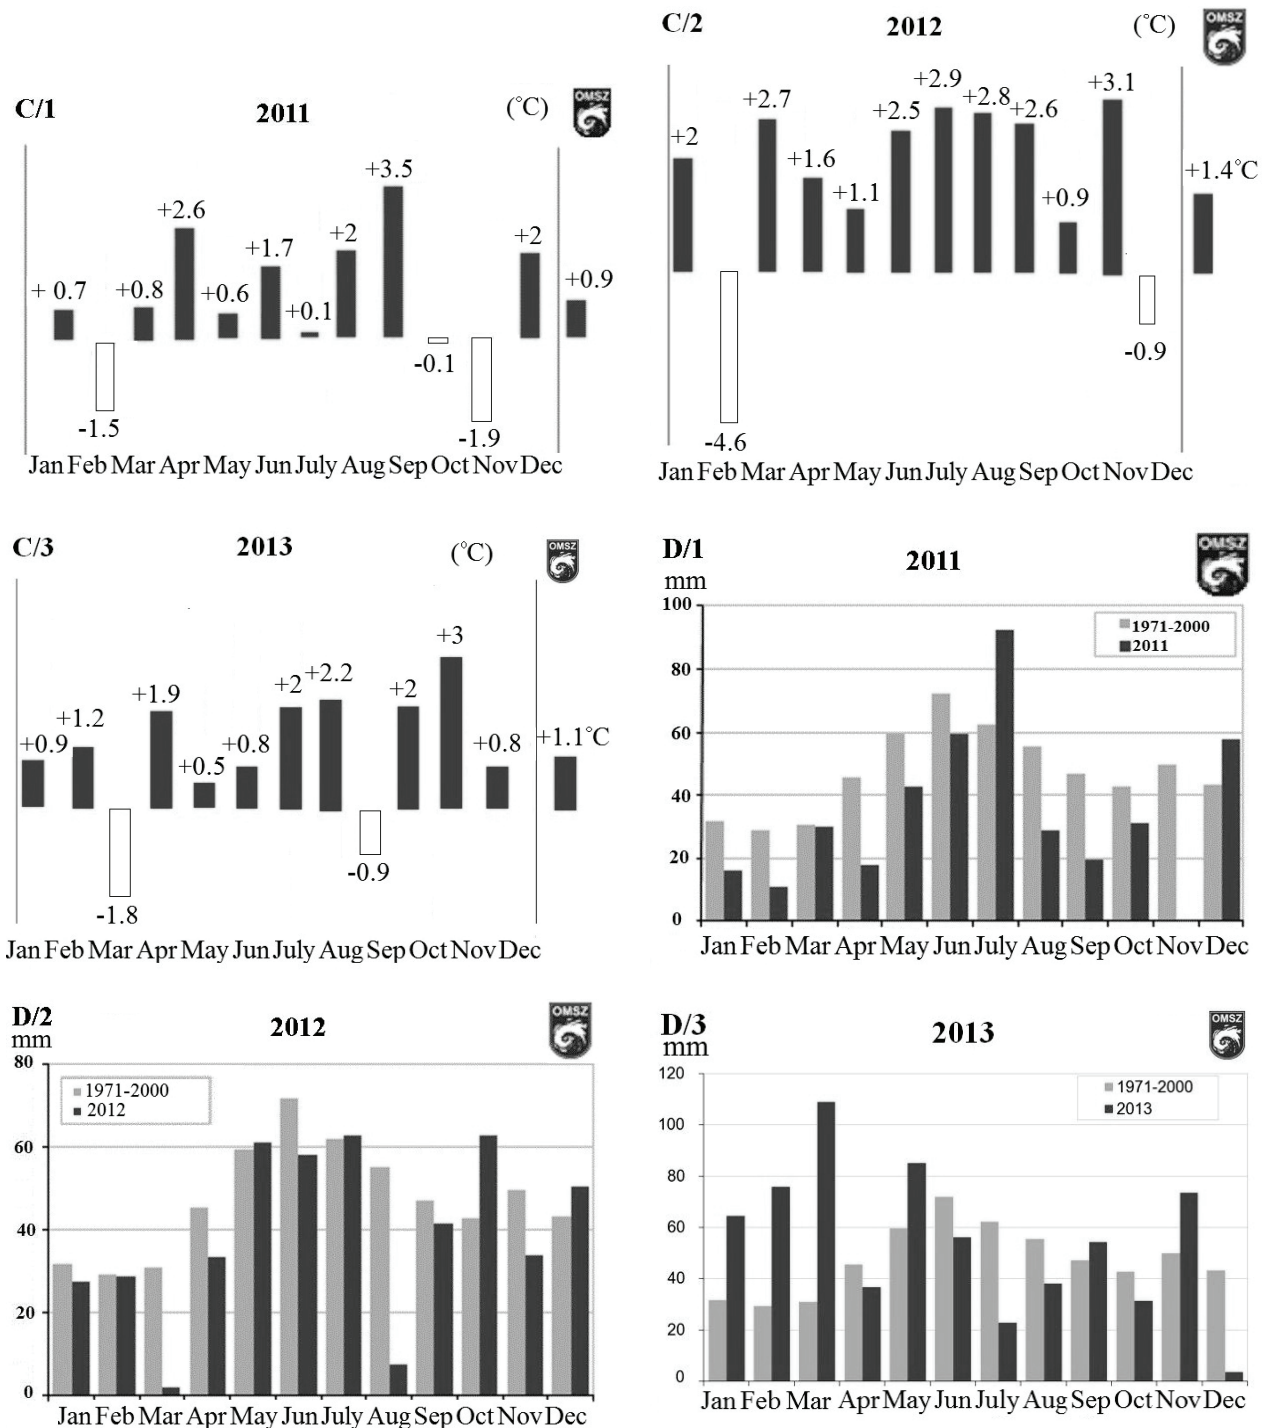 C/1 2011 (°C) OMSZ
+3.5
+2.6
+1.7 +2 +2
+ 0.7 +0.8 +0.6 +0.1 +0.9
-0.1
-1.5 -1.9
Jan Feb Mar Apr May Jun July Aug Sep Oct Nov Dec
C/2 2012 (°C) OMSZ
+2.9 +3.1
+2.7 +2.5 +2.8 +2.6
+2 +1.6 +1.4°C
+1.1 +0.9
-0.9
-4.6
Jan Feb Mar Apr May Jun July Aug Sep Oct Nov Dec
C/3 2013 (°C) OMSZ
+3
+1.9 +2 +2.2 +2
+0.9 +1.2 +0.5 +0.8 +0.8 +1.1°C
-0.9
-1.8
Jan Feb Mar Apr May Jun July Aug Sep Oct Nov Dec
D/1 2011 OMSZ
mm
100
1971-2000
2011
80
60
40
20
0
Jan Feb Mar Apr May Jun July Aug Sep Oct Nov Dec
D/2 2012 OMSZ
mm
80
1971-2000
2012
60
40
20
0
Jan Feb Mar Apr May Jun July Aug Sep Oct Nov Dec
D/3 2013 OMSZ
mm
120
1971-2000
2013
100
80
60
40
20
0
Jan Feb Mar Apr May Jun July Aug Sep Oct Nov Dec